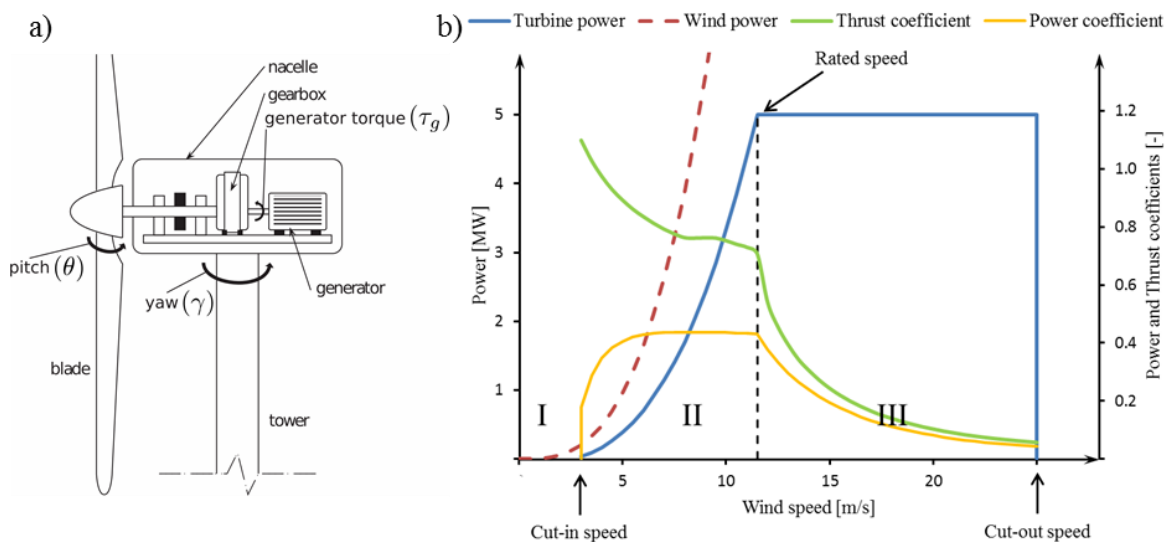 a)
nacelle
gearbox
generator torque (τg)
pitch (θ)
yaw (γ)
generator
blade
tower
b)
Turbine power
Wind power
Thrust coefficient
Power coefficient
Rated speed
Power [MW]
5
4
3
2
1
I
II
III
1.2
1.0
0.8
0.6
0.4
0.2
Power and Thrust coefficients [-]
5
10
15
20
Wind speed [m/s]
Cut-in speed
Cut-out speed